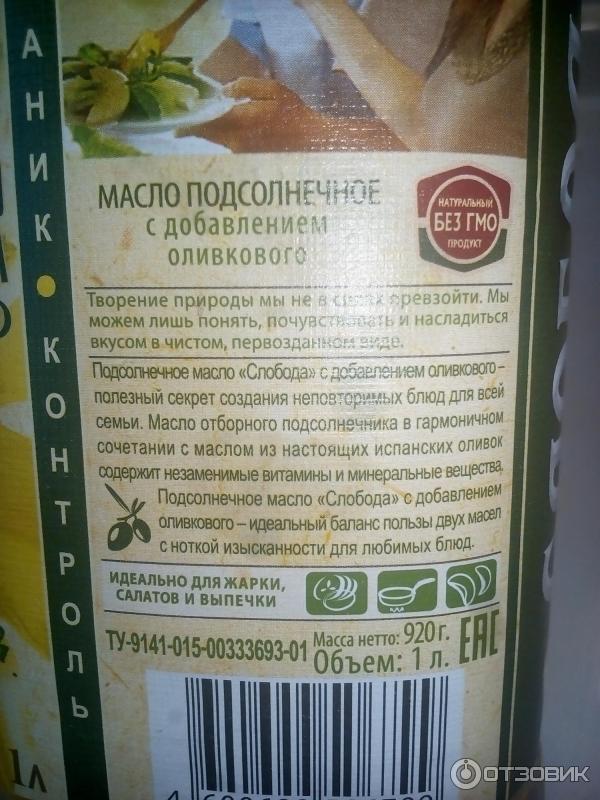 АНИК • КОНТРОЛЬ
МАСЛО ПОДСОЛНЕЧНОЕ
С ДОБАВЛЕНИЕМ
ОЛИВКОВОГО
НАТУРАЛЬНЫЙ
БЕЗ ГМО
ПРОДУКТ
Творение природы мы не в силах превзойти. Мы
можем лишь понять, почувствовать и насладиться
вкусом в чистом, первозданном виде.
Подсолнечное масло «Слобода» с добавлением оливкового –
полезный секрет создания неповторимых блюд для всей
семьи. Масло отборного подсолнечника в гармоничном
сочетании с маслом из настоящих испанских оливок
содержит незаменимые витамины и минеральные вещества.
Подсолнечное масло «Слобода» с добавлением
оливкового – идеальный баланс пользы двух масел
с ноткой изысканности для любимых блюд.
ИДЕАЛЬНО ДЛЯ ЖАРКИ,
САЛАТОВ И ВЫПЕЧКИ
ТУ-9141-015-00333693-01
Масса нетто: 920 г.
Объем: 1 л.
ЕАС
1л
ОТЗОВИК